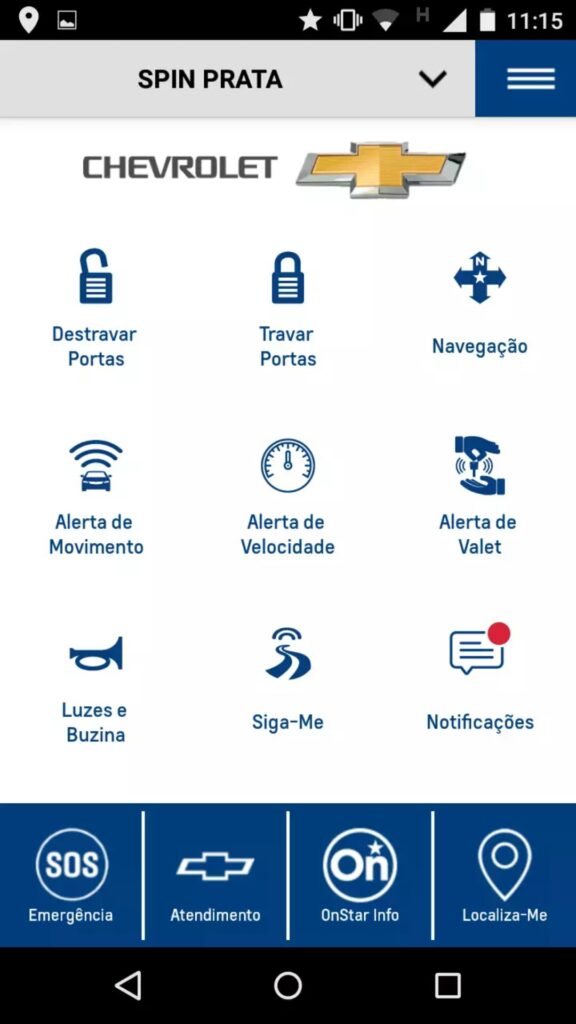 H 11:15
SPIN PRATA
CHEVROLET
Destravar
Portas
Travar
Portas
N
Navegação
Alerta de
Movimento
Alerta de
Velocidade
Alerta de
Valet
Luzes e
Buzina
Siga-Me
Notificações
SOS
Emergência
Atendimento
On
OnStar Info
Localiza-Me